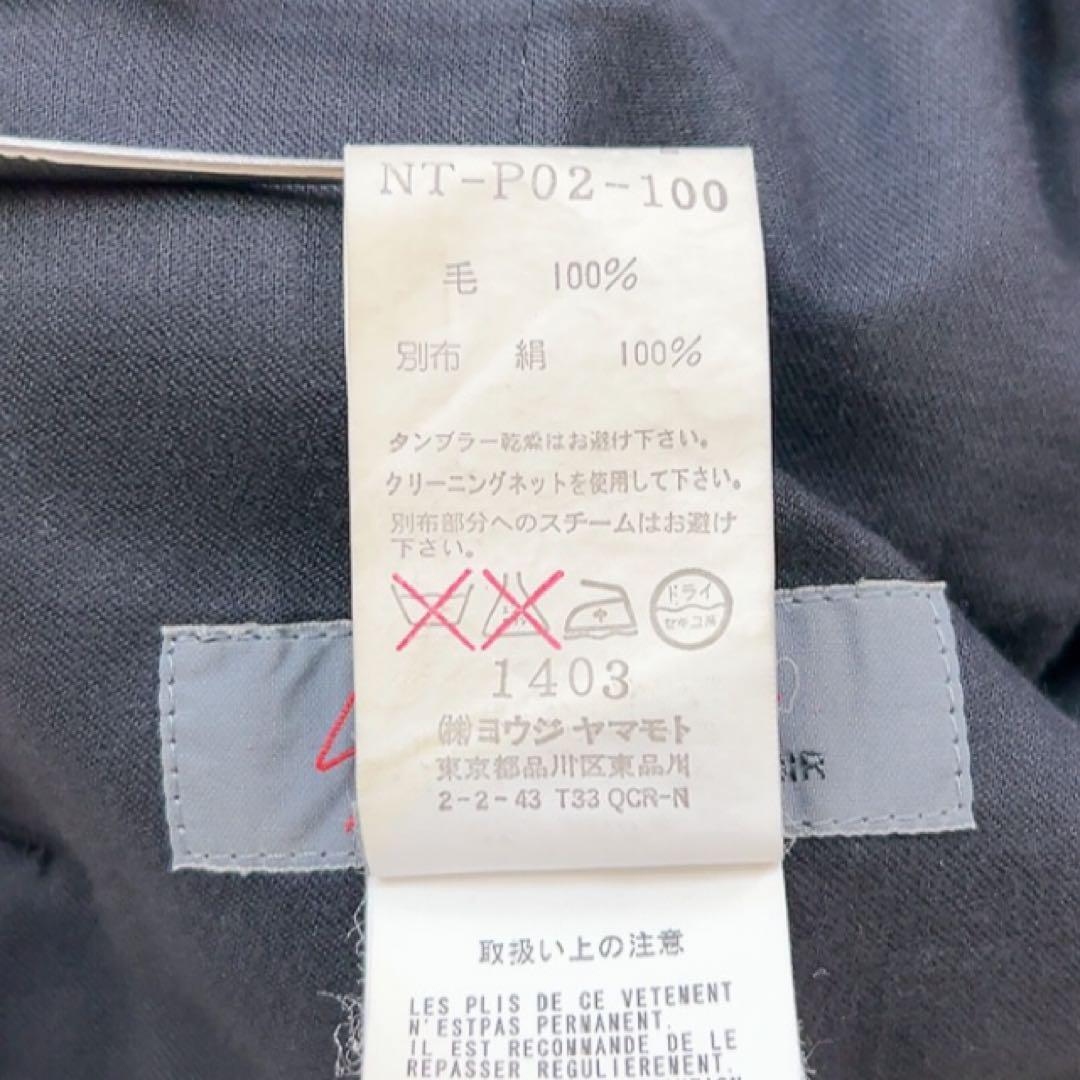 NT-P02-100
毛 100%
別布 絹 100%
タンブラー乾燥はお避け下さい。
クリーニングネットを使用して下さい。
別布部分へのスチームはお避け
下さい。
ドライ
セキユ系
1403
(株)ヨウジ ヤマモト
東京都品川区東品川
2-2-43 T33 QCR-N
取扱い上の注意
LES PLIS DE CE VETEMENT
N'ESTPAS PERMANENT.
IL EST RECOMMANDE DE LE
REPASSER REGULIEREMENT.